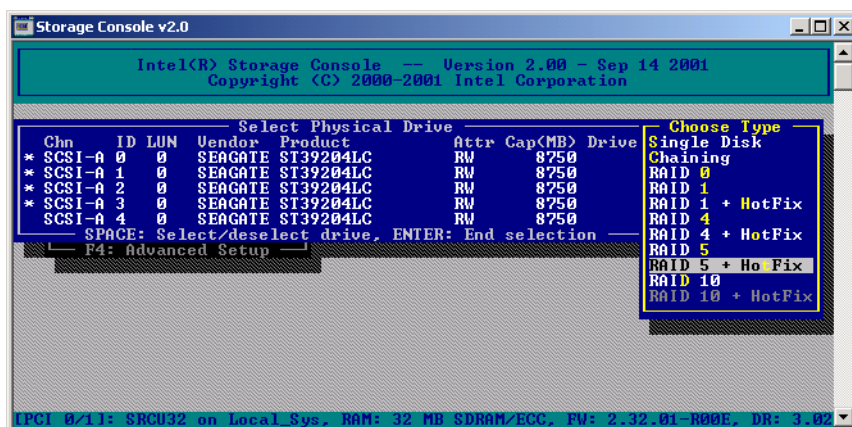 Storage Console v2.0
Intel(R) Storage Console -- Version 2.00 - Sep 14 2001
Copyright (C) 2000-2001 Intel Corporation
Select Physical Drive
Chn ID LUN Vendor Product Attr Cap(MB) Drive
* SCSI-A 0 0 SEAGATE ST39204LC RW 8750
* SCSI-A 1 0 SEAGATE ST39204LC RW 8750
* SCSI-A 2 0 SEAGATE ST39204LC RW 8750
* SCSI-A 3 0 SEAGATE ST39204LC RW 8750
SCSI-A 4 0 SEAGATE ST39204LC RW 8750
SPACE: Select/deselect drive, ENTER: End selection
F4: Advanced Setup
Choose Type
Single Disk
Chaining
RAID 0
RAID 1
RAID 1 + HotFix
RAID 4
RAID 4 + HotFix
RAID 5
RAID 5 + HotFix
RAID 10
RAID 10 + HotFix
[PCI 0/1]: SRCU32 on Local_Sys, RAM: 32 MB SDRAM/ECC, FW: 2.32.01-R00E, DR: 3.02